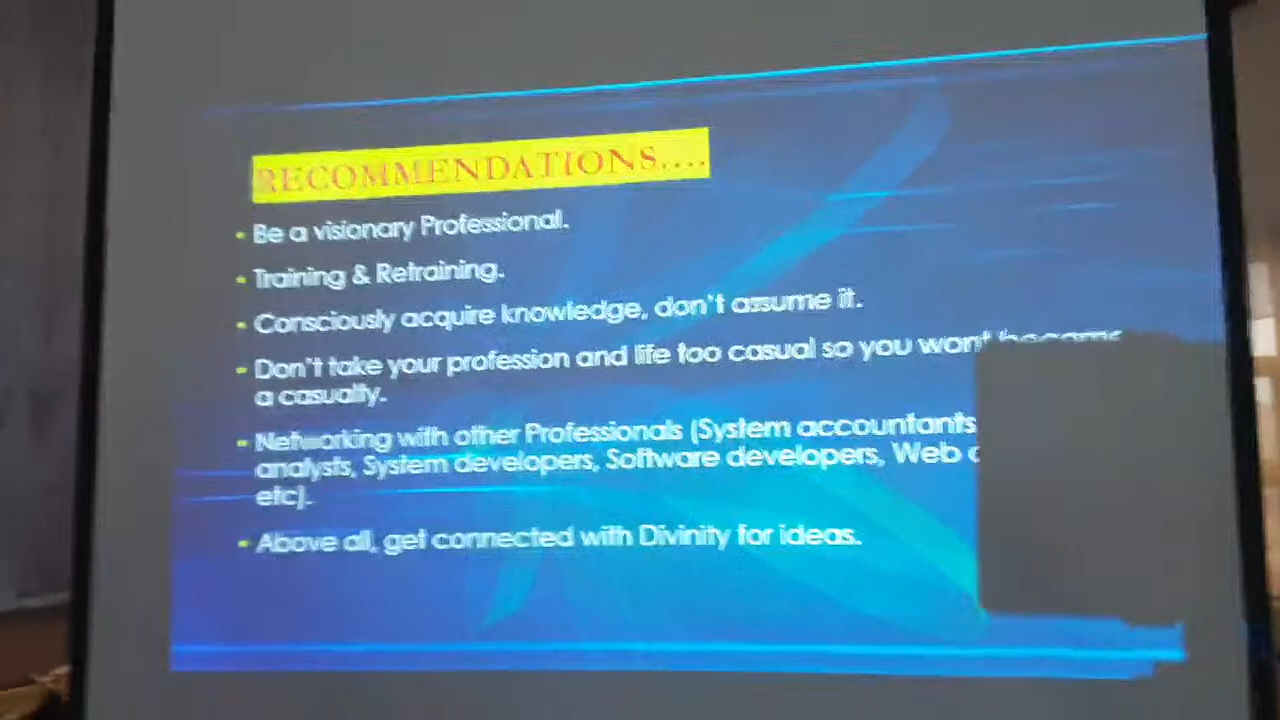 RECOMMENDATIONS....
Be a visionary Professional.
Training & Retraining.
Consciously acquire knowledge, don't assume it.
Don't take your profession and life too casual so you wont become
a casualty.
Networking with other Professionals (System accountants
analysts, System developers, Software developers, Web
etc).
Above all, get connected with Divinity for ideas.